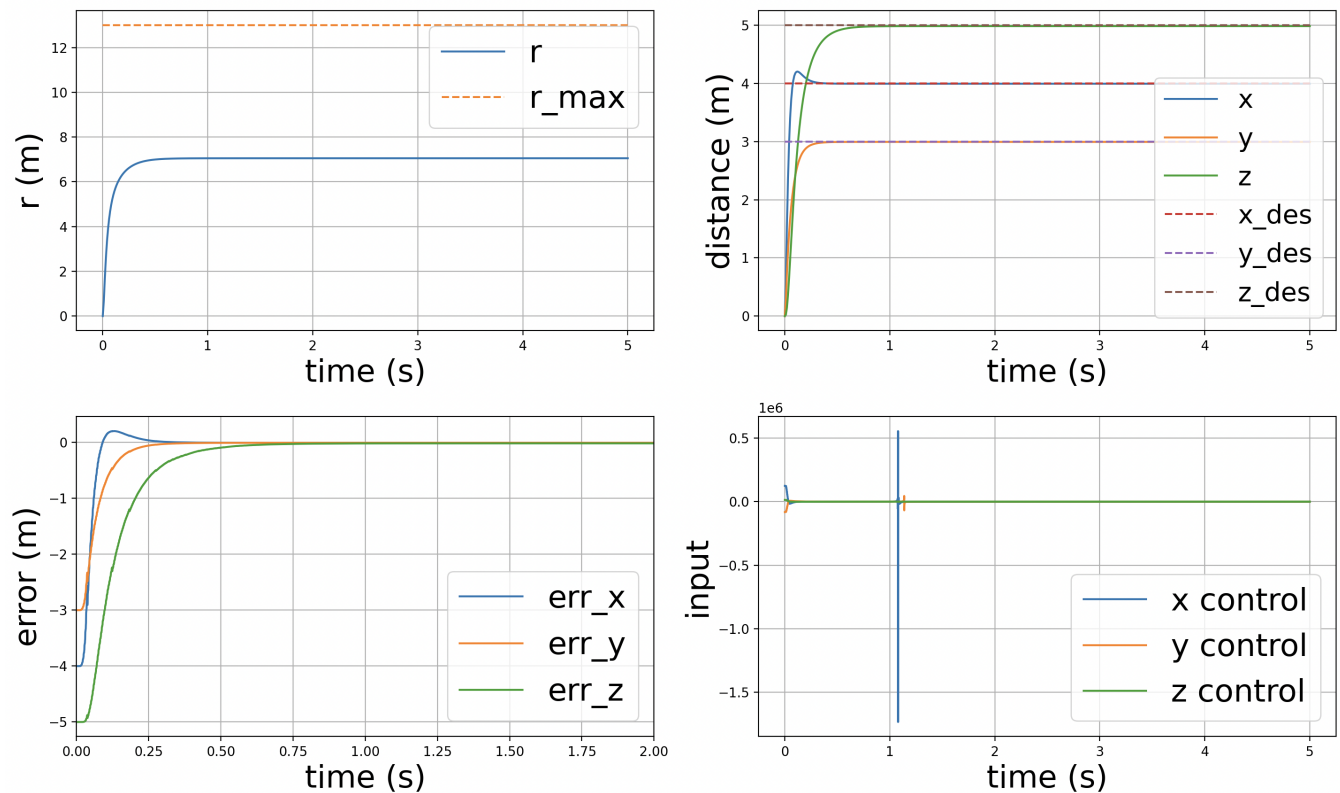 r (m)
12
10
8
6
4
2
0
r
r_max
0 1 2 3 4 5
time (s)
distance (m)
5
4
3
2
1
0
x
y
z
x_des
y_des
z_des
0 1 2 3 4 5
time (s)
error (m)
0
−1
−2
−3
−4
−5
err_x
err_y
err_z
0.00 0.25 0.50 0.75 1.00 1.25 1.50 1.75 2.00
time (s)
1e6
input
0.5
0.0
−0.5
−1.0
−1.5
x control
y control
z control
0 1 2 3 4 5
time (s)